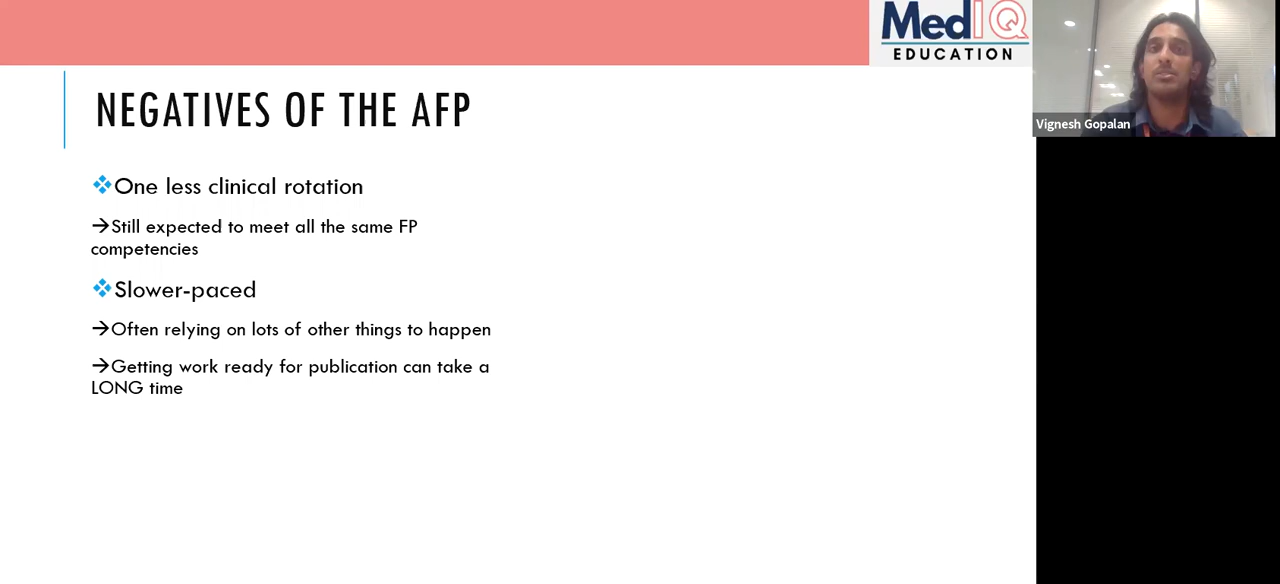 MedIQ
EDUCATION
Vignesh Gopalan
NEGATIVES OF THE AFP
❖One less clinical rotation
→Still expected to meet all the same FP
competencies
❖Slower-paced
→Often relying on lots of other things to happen
→Getting work ready for publication can take a
LONG time